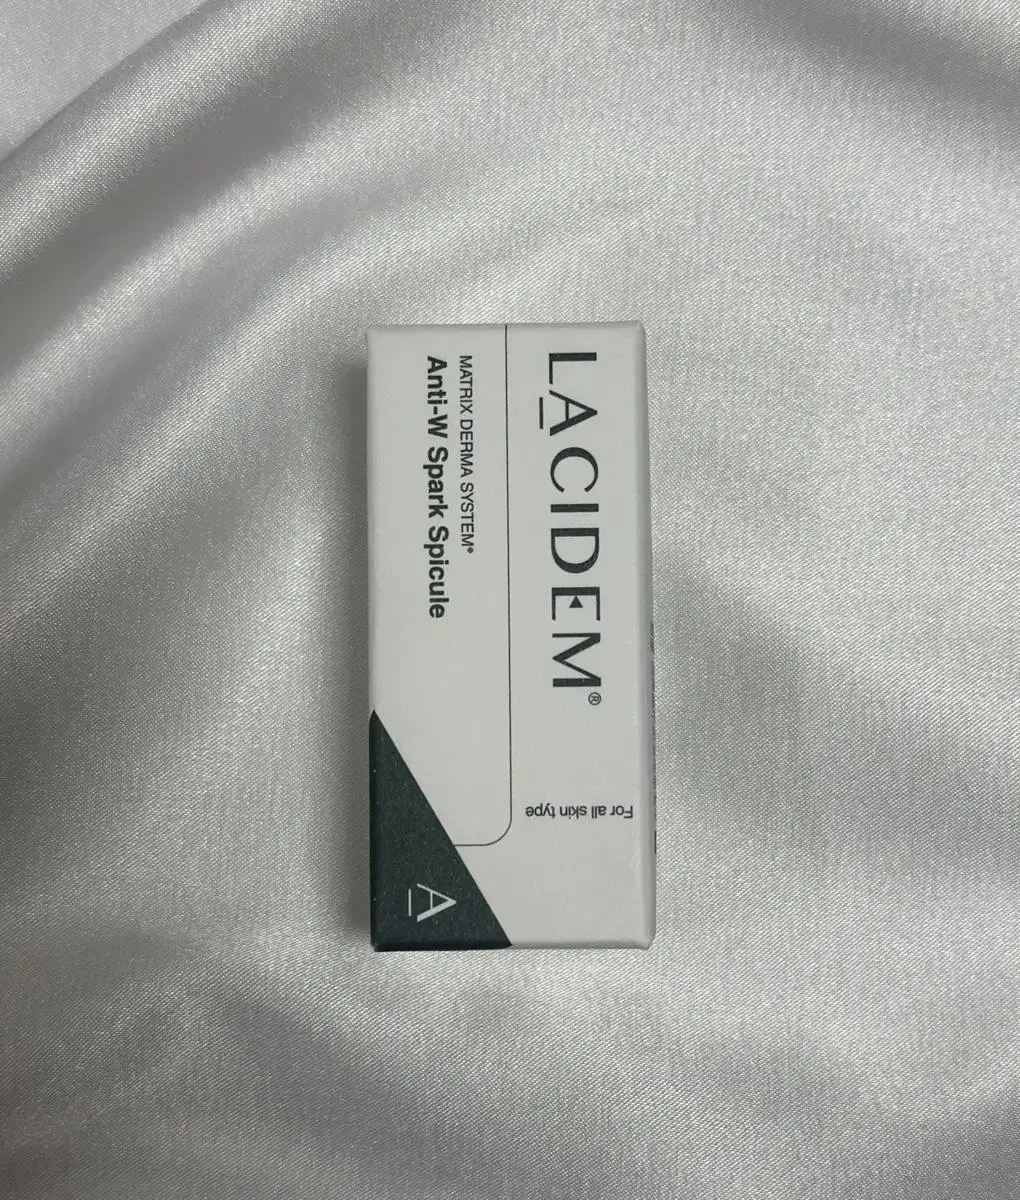 LACIDEM®
For all skin type
MATRIX DERMA SYSTEM®
Anti-W Spark Spicule
A